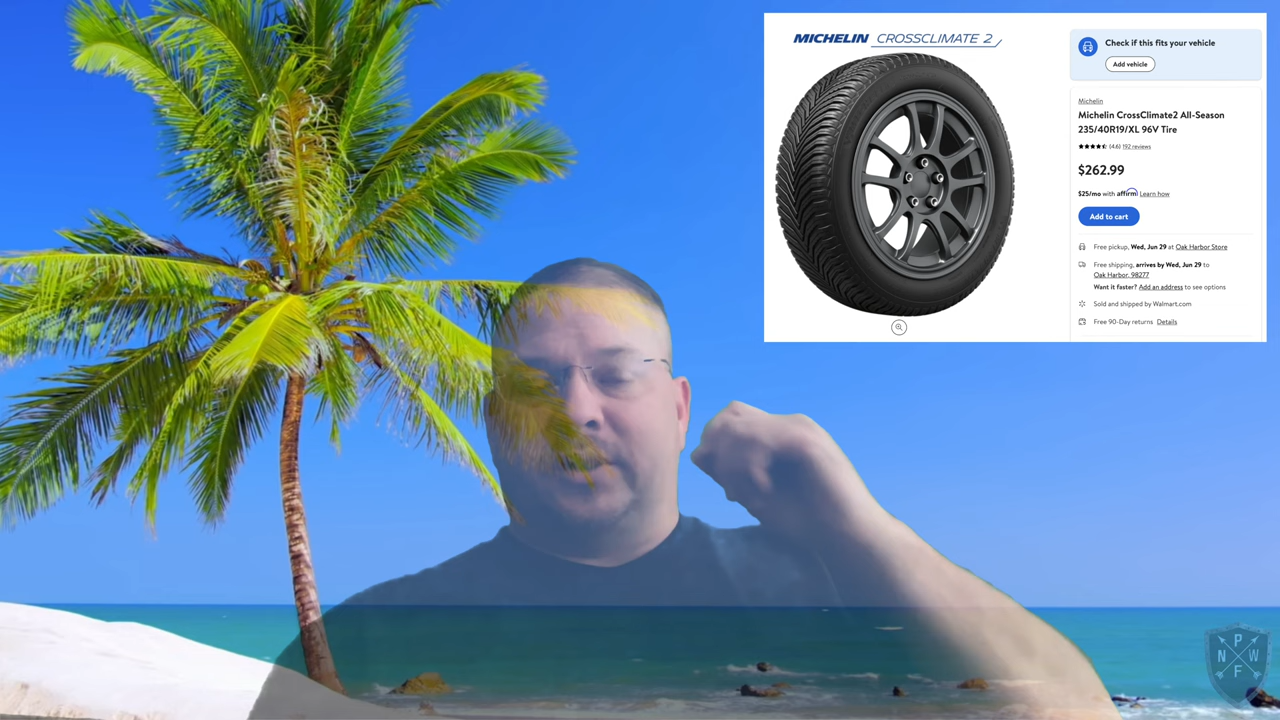 MICHELIN CROSSCLIMATE 2
Check if this fits your vehicle
Add vehicle
Michelin
Michelin CrossClimate2 All-Season
235/40R19/XL 96V Tire
(4.6) 192 reviews
$262.99
$25/mo with affirm Learn how
Add to cart
Free pickup, Wed, Jun 29 at Oak Harbor Store
Free shipping, arrives by Wed, Jun 29 to
Oak Harbor, 98277
Want it faster? Add an address to see options
Sold and shipped by Walmart.com
Free 90-Day returns Details
P
N W
F